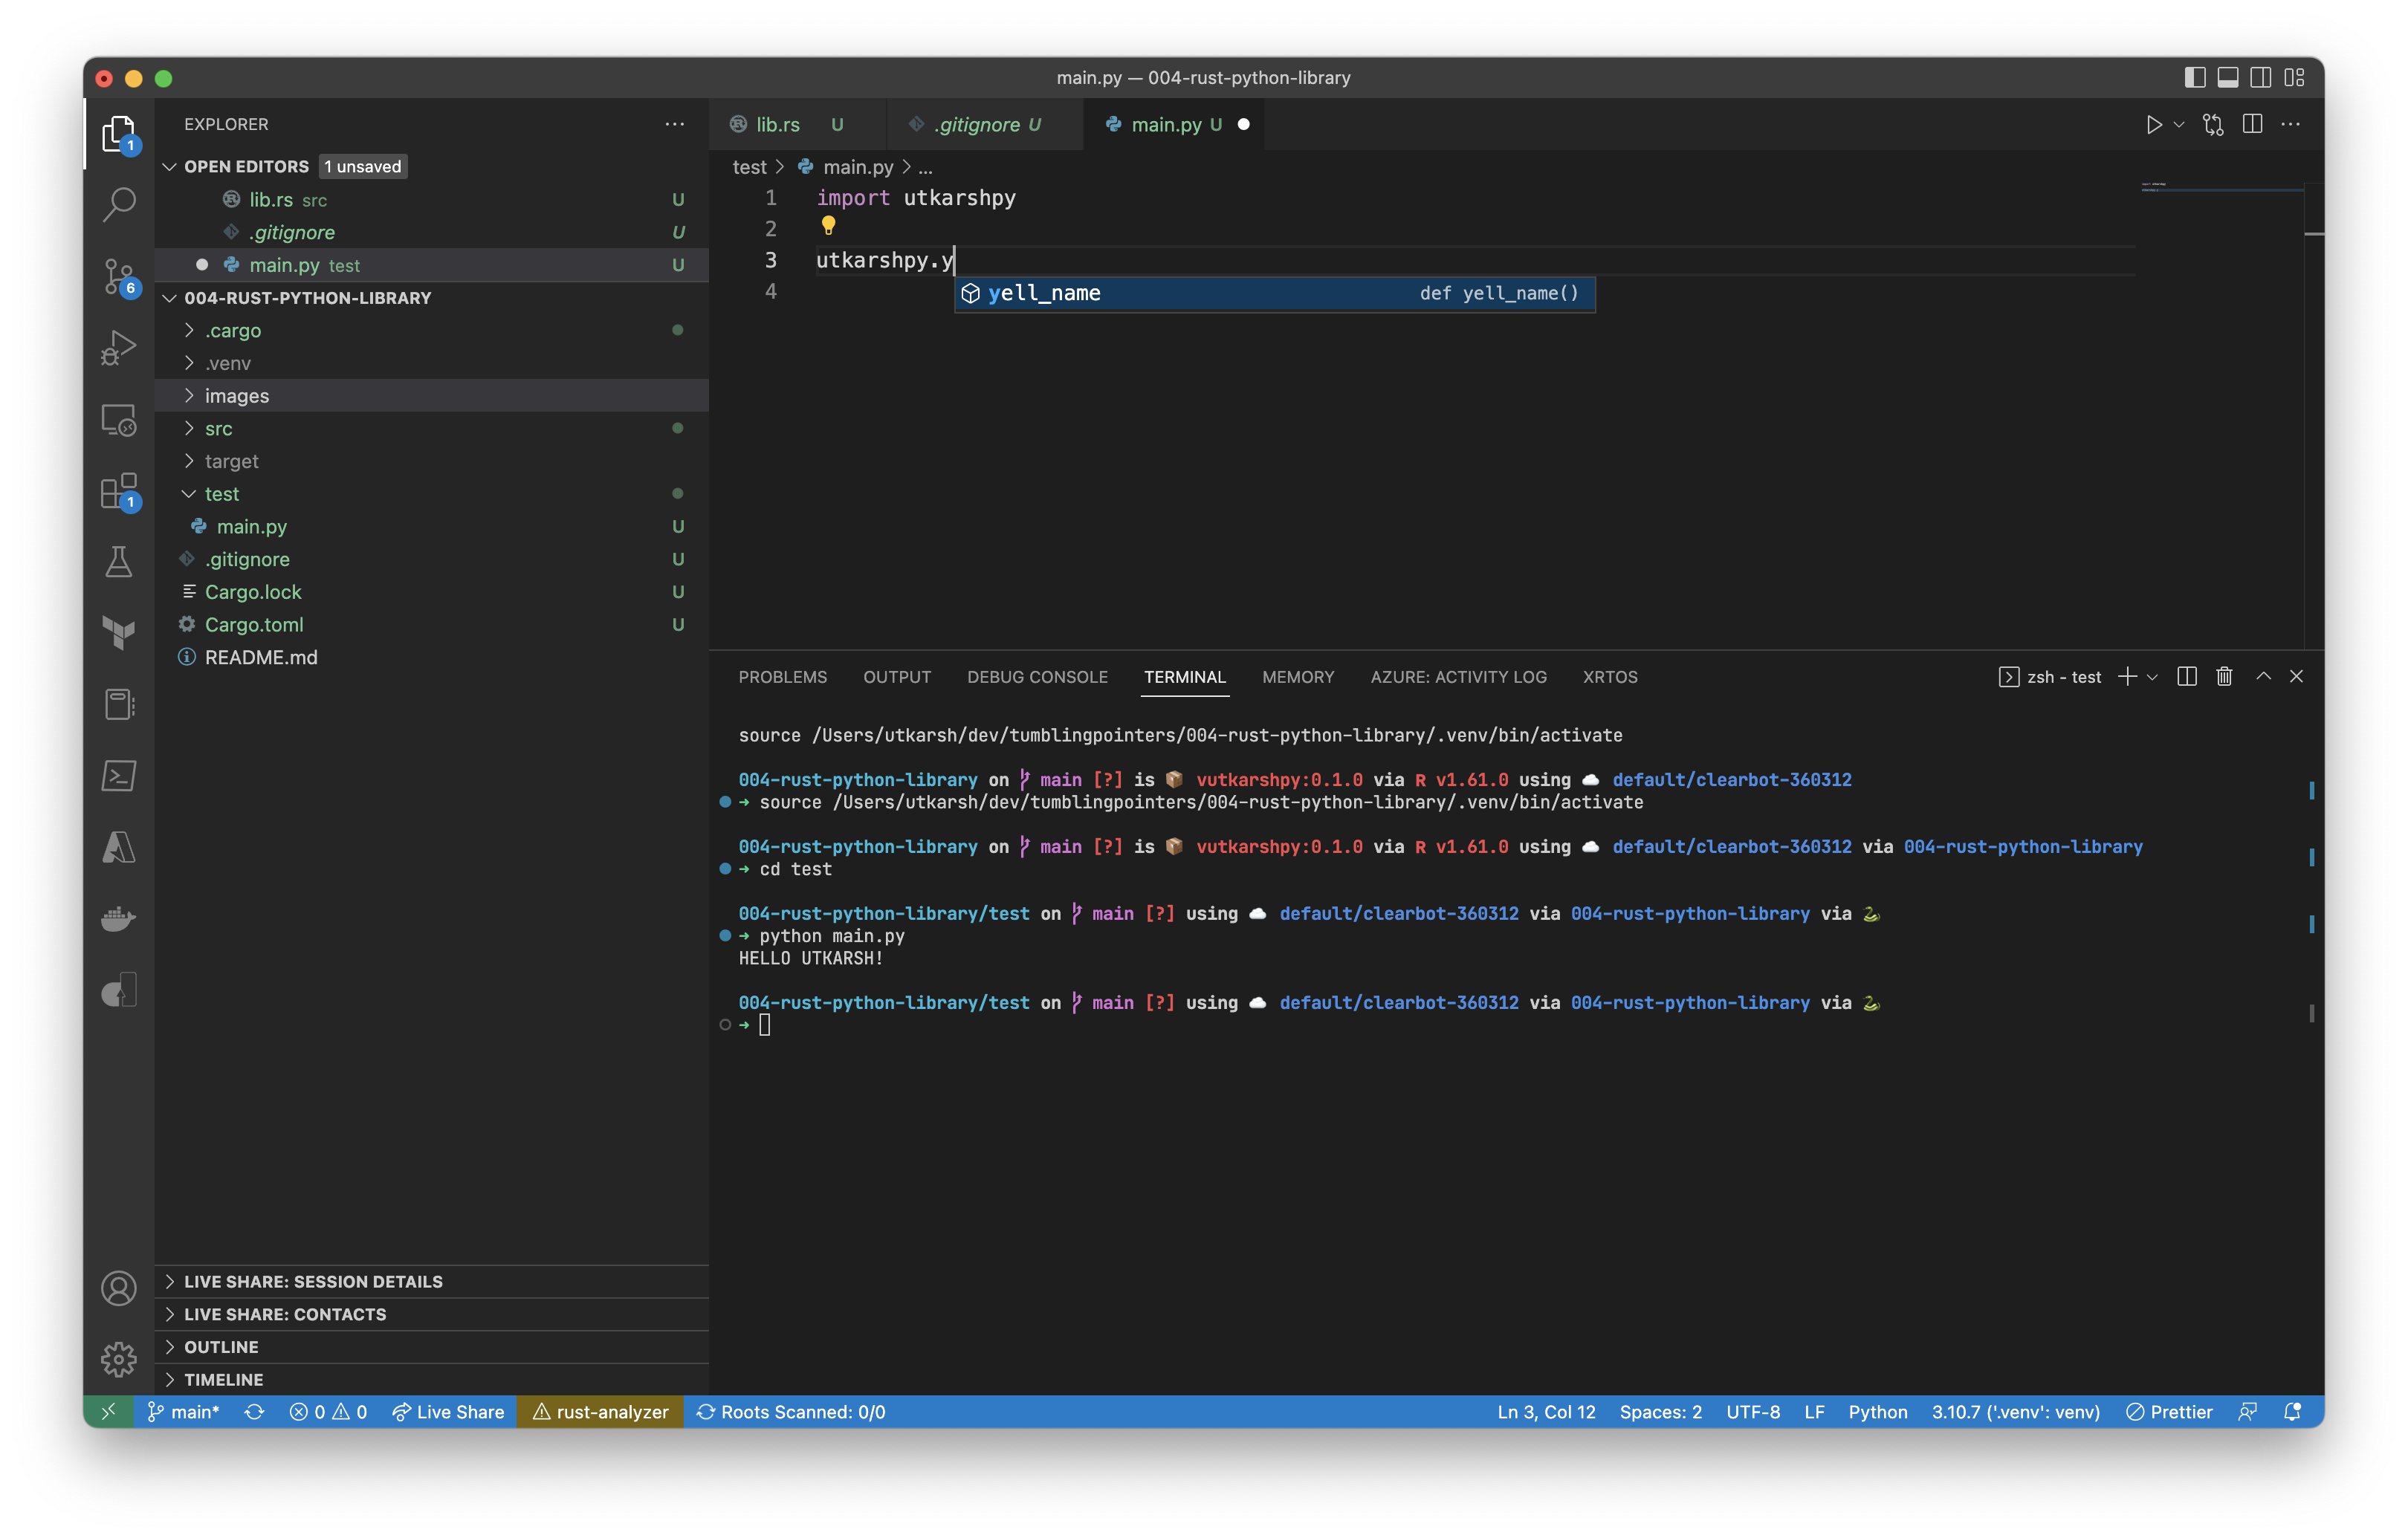 main.py — 004-rust-python-library
EXPLORER
OPEN EDITORS 1 unsaved
lib.rs src U
.gitignore U
main.py test U
004-RUST-PYTHON-LIBRARY
.cargo
.venv
images
src
target
test
main.py U
.gitignore U
Cargo.lock U
Cargo.toml U
README.md
LIVE SHARE: SESSION DETAILS
LIVE SHARE: CONTACTS
OUTLINE
TIMELINE
1
6
1
lib.rs U .gitignore U main.py U
test > main.py > ...
1 import utkarshpy
2
3 utkarshpy.y
yell_name def yell_name()
4
PROBLEMS OUTPUT DEBUG CONSOLE TERMINAL MEMORY AZURE: ACTIVITY LOG XRTOS zsh - test
source /Users/utkarsh/dev/tumblingpointers/004-rust-python-library/.venv/bin/activate
004-rust-python-library on main [?] is 📦 vutkarshpy:0.1.0 via R v1.61.0 using ☁️ default/clearbot-360312
➜ source /Users/utkarsh/dev/tumblingpointers/004-rust-python-library/.venv/bin/activate
004-rust-python-library on main [?] is 📦 vutkarshpy:0.1.0 via R v1.61.0 using ☁️ default/clearbot-360312 via 004-rust-python-library
➜ cd test
004-rust-python-library/test on main [?] using ☁️ default/clearbot-360312 via 004-rust-python-library via 🐍
➜ python main.py
HELLO UTKARSH!
004-rust-python-library/test on main [?] using ☁️ default/clearbot-360312 via 004-rust-python-library via 🐍
➜
main* 0 0 Live Share rust-analyzer Roots Scanned: 0/0 Ln 3, Col 12 Spaces: 2 UTF-8 LF Python 3.10.7 ('.venv': venv) Prettier